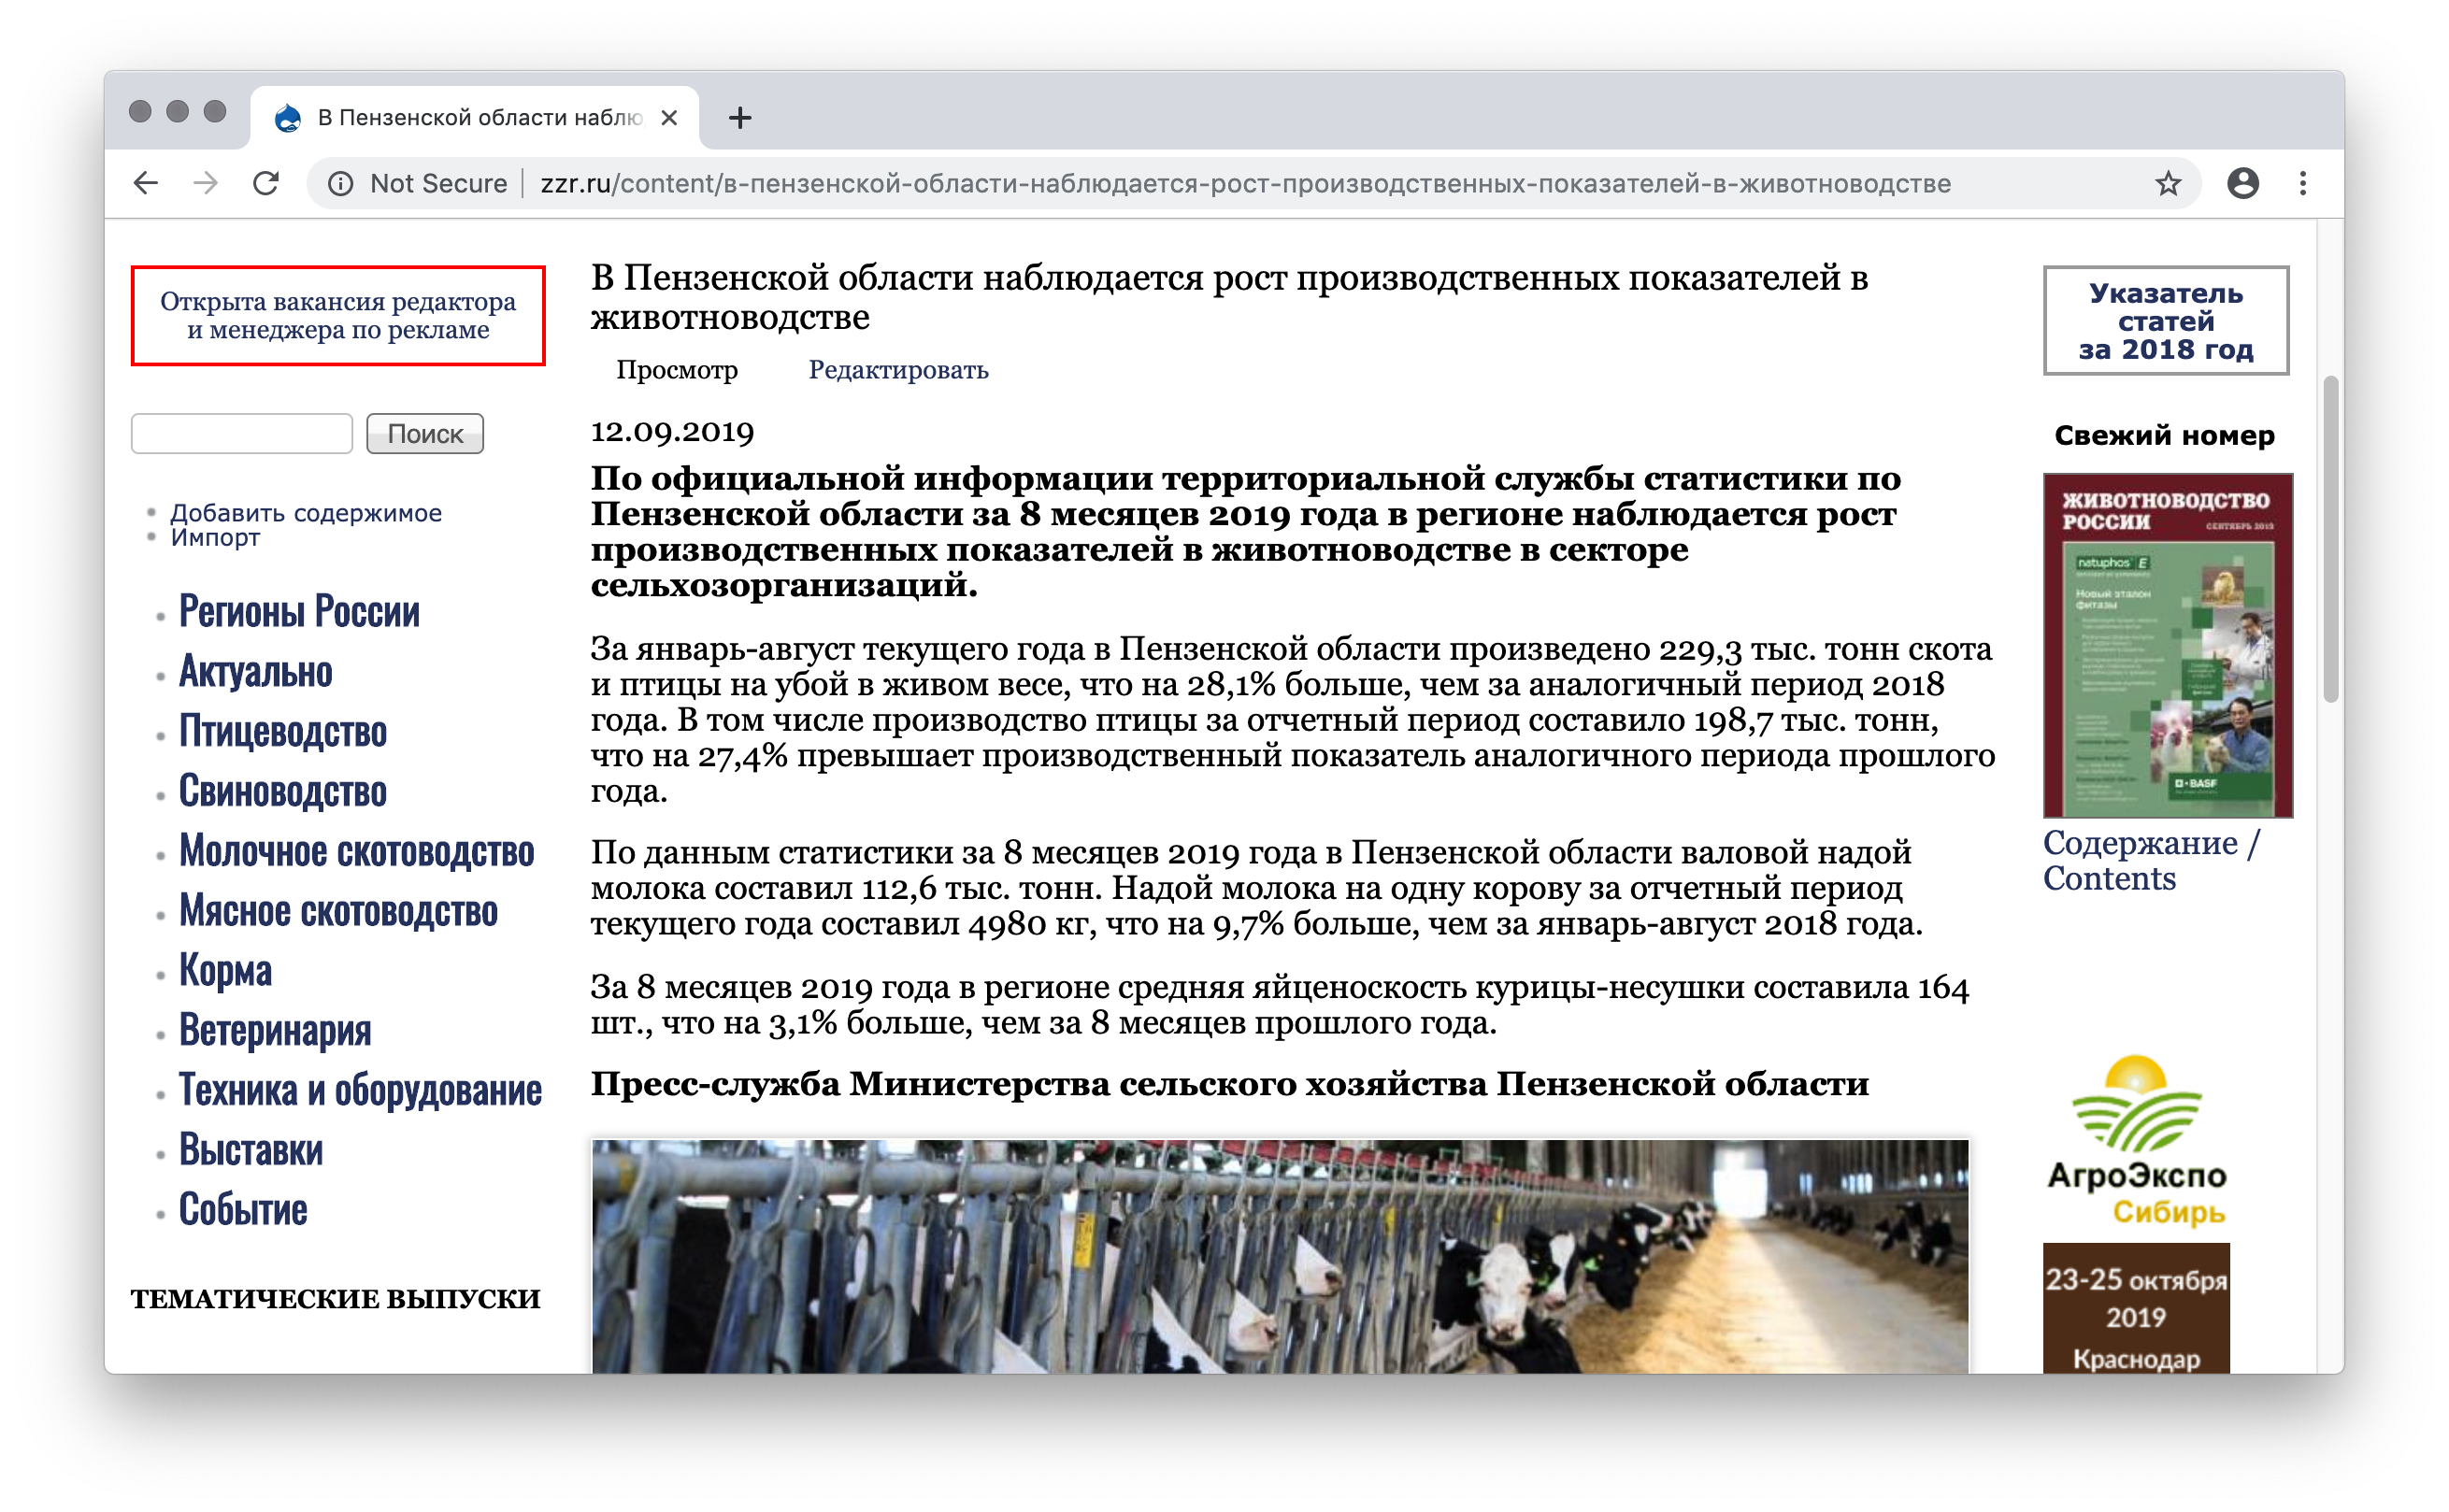 В Пензенской области наблю
Not Secure
zzr.ru/content/в-пензенской-области-наблюдается-рост-производственных-показателей-в-животноводстве
Открыта вакансия редактора
и менеджера по рекламе
Поиск
Добавить содержимое
Импорт
Регионы России
Актуально
Птицеводство
Свиноводство
Молочное скотоводство
Мясное скотоводство
Корма
Ветеринария
Техника и оборудование
Выставки
Событие
ТЕМАТИЧЕСКИЕ ВЫПУСКИ
В Пензенской области наблюдается рост производственных показателей в
животноводстве
Просмотр
Редактировать
12.09.2019
По официальной информации территориальной службы статистики по
Пензенской области за 8 месяцев 2019 года в регионе наблюдается рост
производственных показателей в животноводстве в секторе
сельхозорганизаций.
За январь-август текущего года в Пензенской области произведено 229,3 тыс. тонн скота
и птицы на убой в живом весе, что на 28,1% больше, чем за аналогичный период 2018
года. В том числе производство птицы за отчетный период составило 198,7 тыс. тонн,
что на 27,4% превышает производственный показатель аналогичного периода прошлого
года.
По данным статистики за 8 месяцев 2019 года в Пензенской области валовой надой
молока составил 112,6 тыс. тонн. Надой молока на одну корову за отчетный период
текущего года составил 4980 кг, что на 9,7% больше, чем за январь-август 2018 года.
За 8 месяцев 2019 года в регионе средняя яйценоскость курицы-несушки составила 164
шт., что на 3,1% больше, чем за 8 месяцев прошлого года.
Пресс-служба Министерства сельского хозяйства Пензенской области
Указатель
статей
за 2018 год
Свежий номер
ЖИВОТНОВОДСТВО
РОССИИ
СЕНТЯБРЬ 2019
natuphos E
Новый эталон
фитазы
BASF
Содержание /
Contents
АгроЭкспо
Сибирь
23-25 октября
2019
Краснодар